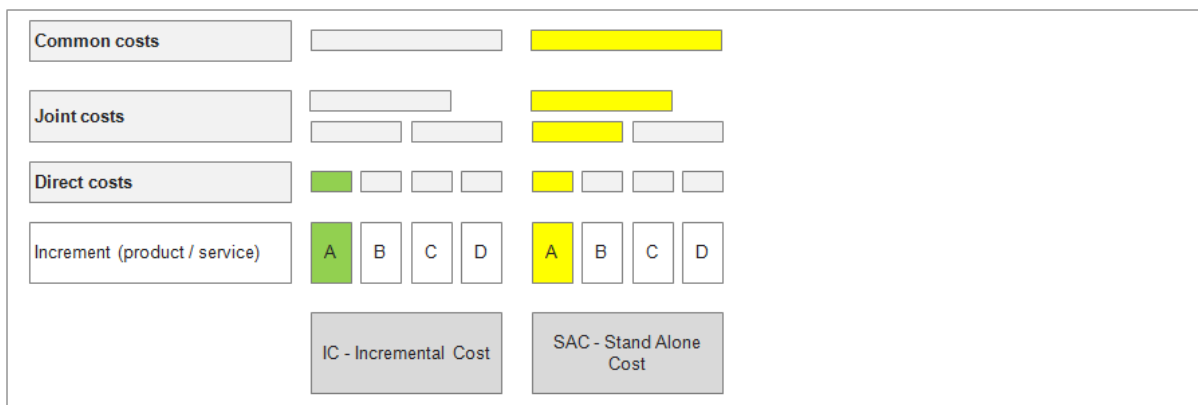 Common costs
Joint costs
Direct costs
Increment (product / service)
A
B
C
D
A
B
C
D
IC - Incremental Cost
SAC - Stand Alone
Cost